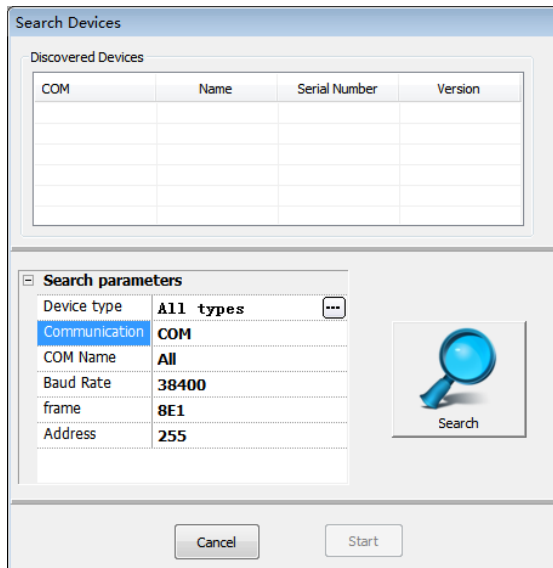 Search Devices
Discovered Devices
COM Name Serial Number Version
Search parameters
Device type All types
Communication COM
COM Name All
Baud Rate 38400
frame 8E1
Address 255
Search
Cancel Start